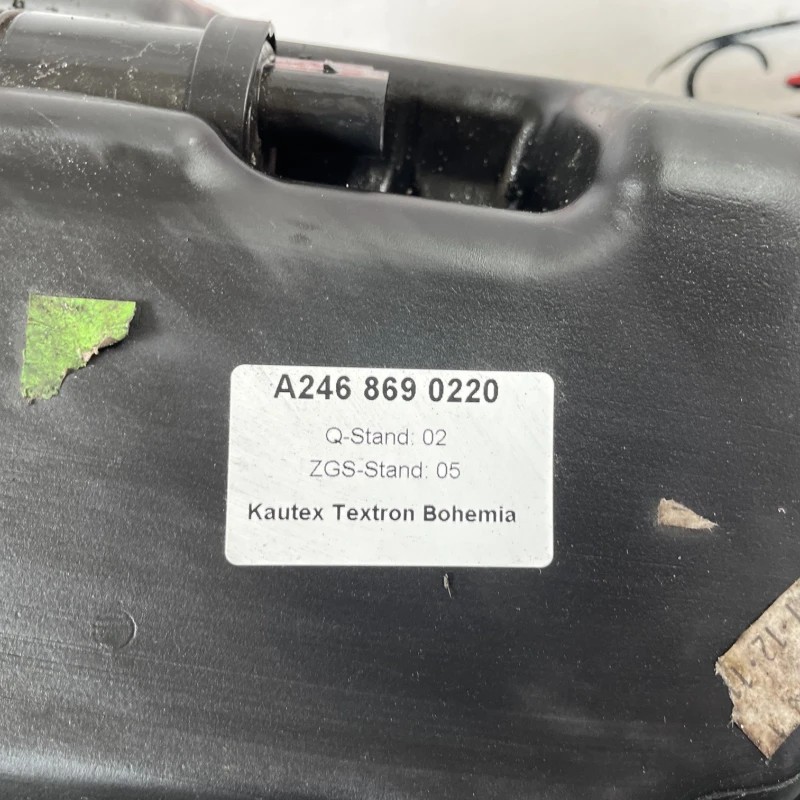 A246 869 0220
Q-Stand: 02
ZGS-Stand: 05
Kautex Textron Bohemia